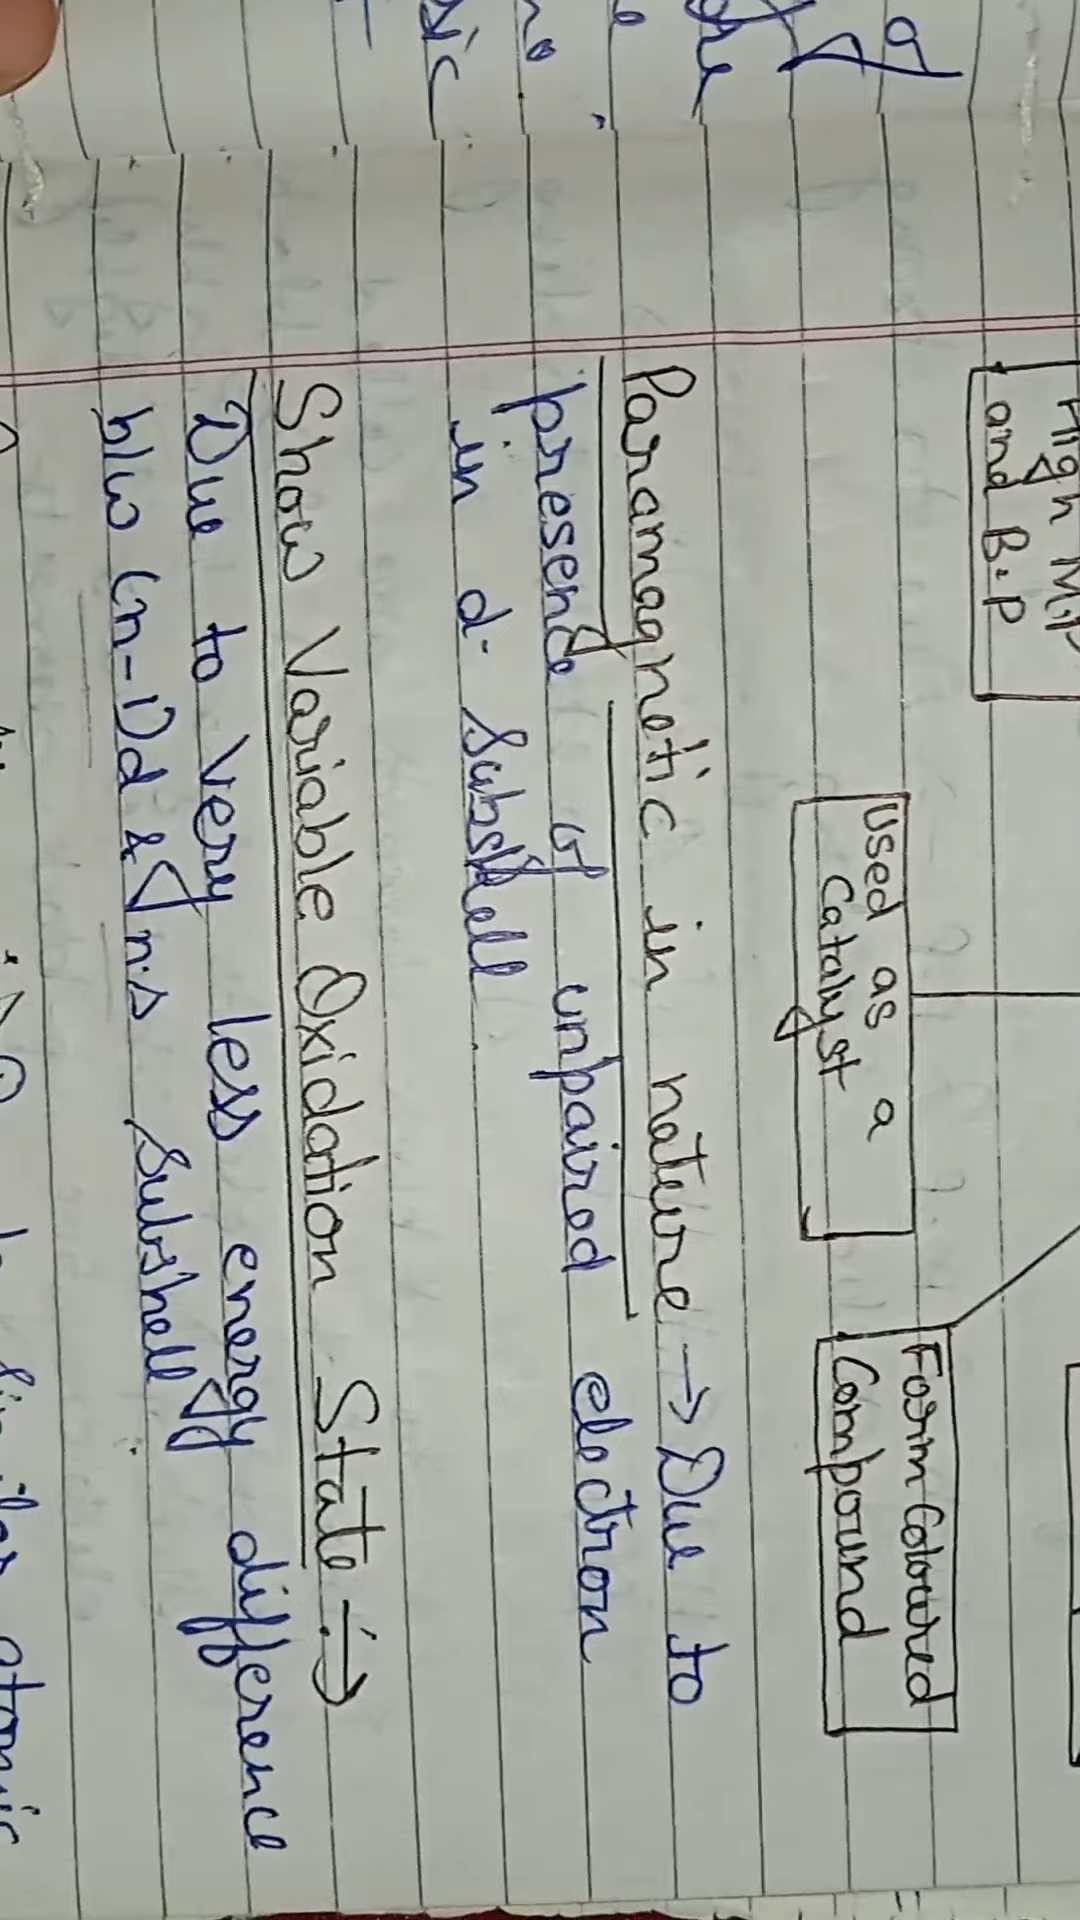 High M.P
and B.P
Used as a
Catalyst
Form Coloured
Compound
Paramagnetic in nature → Due to
presence of unpaired electron
in d- Subshell
Show Variable Oxidation State :→
Due to very less energy difference
b/w (n-1)d & n.s Subshell
atomic